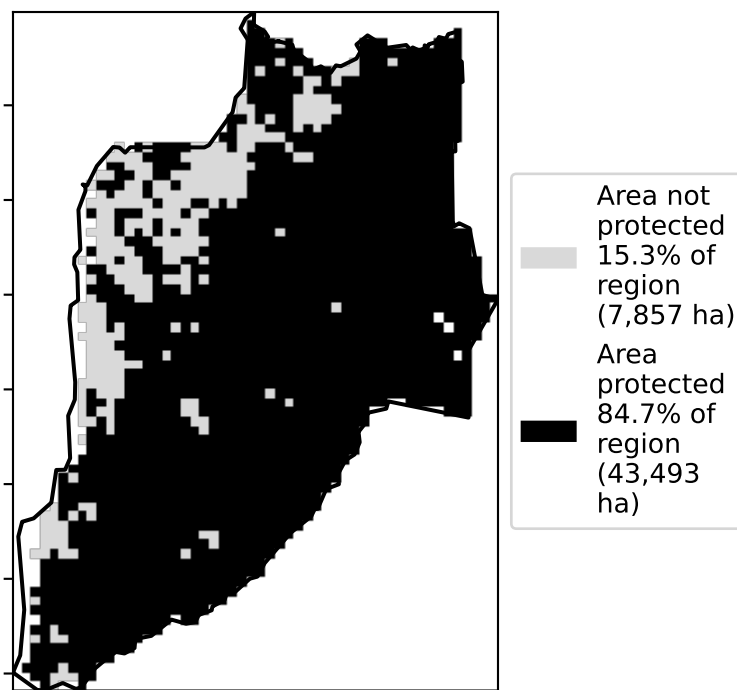 Area not
protected
15.3% of
region
(7,857 ha)
Area
protected
84.7% of
region
(43,493
ha)